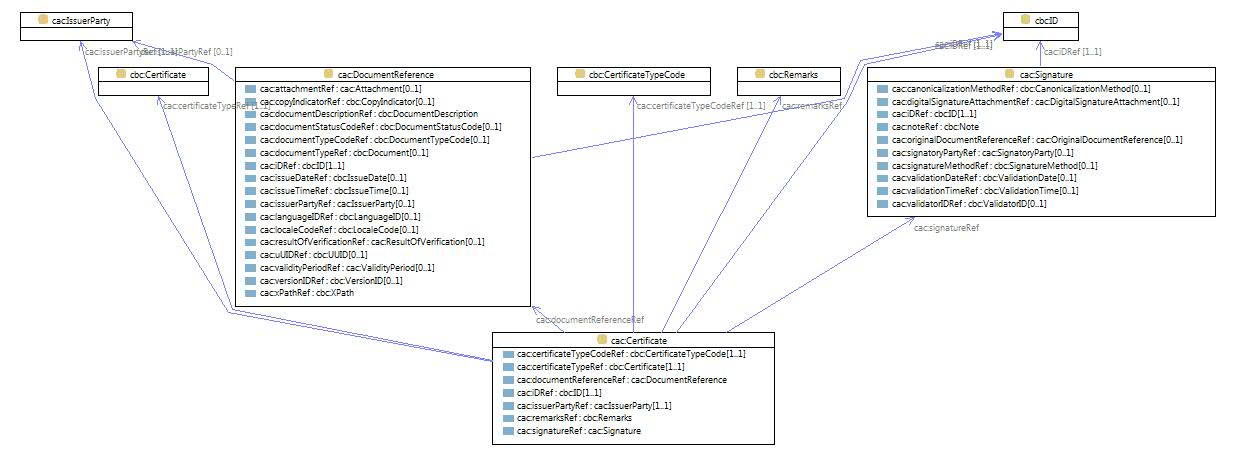 cac:IssuerParty
cbc:ID
cac:issuerPartyRef [1..1]
cac:issuerPartyRef [0..1]
cac:iDRef [1..1]
cac:iDRef [1..1]
cbc:Certificate
cac:DocumentReference
cbc:CertificateTypeCode
cbc:Remarks
cac:Signature
cac:certificateTypeRef [1..1]
cac:certificateTypeCodeRef [1..1]
cac:remarksRef
cac:attachmentRef : cac:Attachment[0..1]
cac:copyIndicatorRef : cbc:CopyIndicator[0..1]
cac:documentDescriptionRef : cbc:DocumentDescription
cac:documentStatusCodeRef : cbc:DocumentStatusCode[0..1]
cac:documentTypeCodeRef : cbc:DocumentTypeCode[0..1]
cac:documentTypeRef : cbc:Document[0..1]
cac:iDRef : cbc:ID[1..1]
cac:issueDateRef : cbc:IssueDate[0..1]
cac:issueTimeRef : cbc:IssueTime[0..1]
cac:issuerPartyRef : cac:IssuerParty[0..1]
cac:languageIDRef : cbc:LanguageID[0..1]
cac:localeCodeRef : cbc:LocaleCode[0..1]
cac:resultOfVerificationRef : cac:ResultOfVerification[0..1]
cac:uUIDRef : cbc:UUID[0..1]
cac:validityPeriodRef : cac:ValidityPeriod[0..1]
cac:versionIDRef : cbc:VersionID[0..1]
cac:xPathRef : cbc:XPath
cac:canonicalizationMethodRef : cbc:CanonicalizationMethod[0..1]
cac:digitalSignatureAttachmentRef : cac:DigitalSignatureAttachment[0..1]
cac:iDRef : cbc:ID[1..1]
cac:noteRef : cbc:Note
cac:originalDocumentReferenceRef : cac:OriginalDocumentReference[0..1]
cac:signatoryPartyRef : cac:SignatoryParty[0..1]
cac:signatureMethodRef : cbc:SignatureMethod[0..1]
cac:validationDateRef : cbc:ValidationDate[0..1]
cac:validationTimeRef : cbc:ValidationTime[0..1]
cac:validatorIDRef : cbc:ValidatorID[0..1]
cac:signatureRef
cac:documentReferenceRef
cac:Certificate
cac:certificateTypeCodeRef : cbc:CertificateTypeCode[1..1]
cac:certificateTypeRef : cbc:Certificate[1..1]
cac:documentReferenceRef : cac:DocumentReference
cac:iDRef : cbc:ID[1..1]
cac:issuerPartyRef : cac:IssuerParty[1..1]
cac:remarksRef : cbc:Remarks
cac:signatureRef : cac:Signature